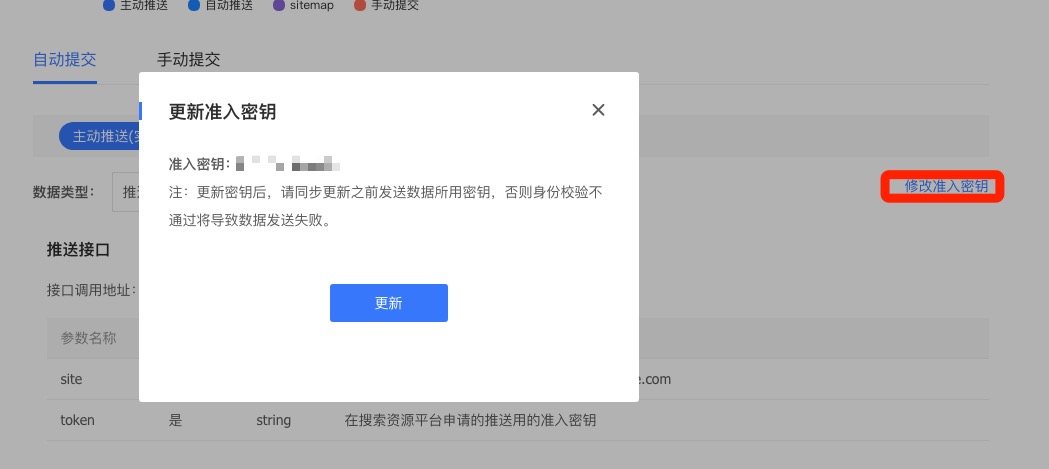 主动推送 自动推送 sitemap 手动提交
自动提交 手动提交
更新准入密钥
主动推送(
准入密钥：
注：更新密钥后，请同步更新之前发送数据所用密钥，否则身份校验不
通过将导致数据发送失败。
数据类型： 推
修改准入密钥
推送接口
接口调用地址：
更新
参数名称
site .com
token 是 string 在搜索资源平台申请的推送用的准入密钥